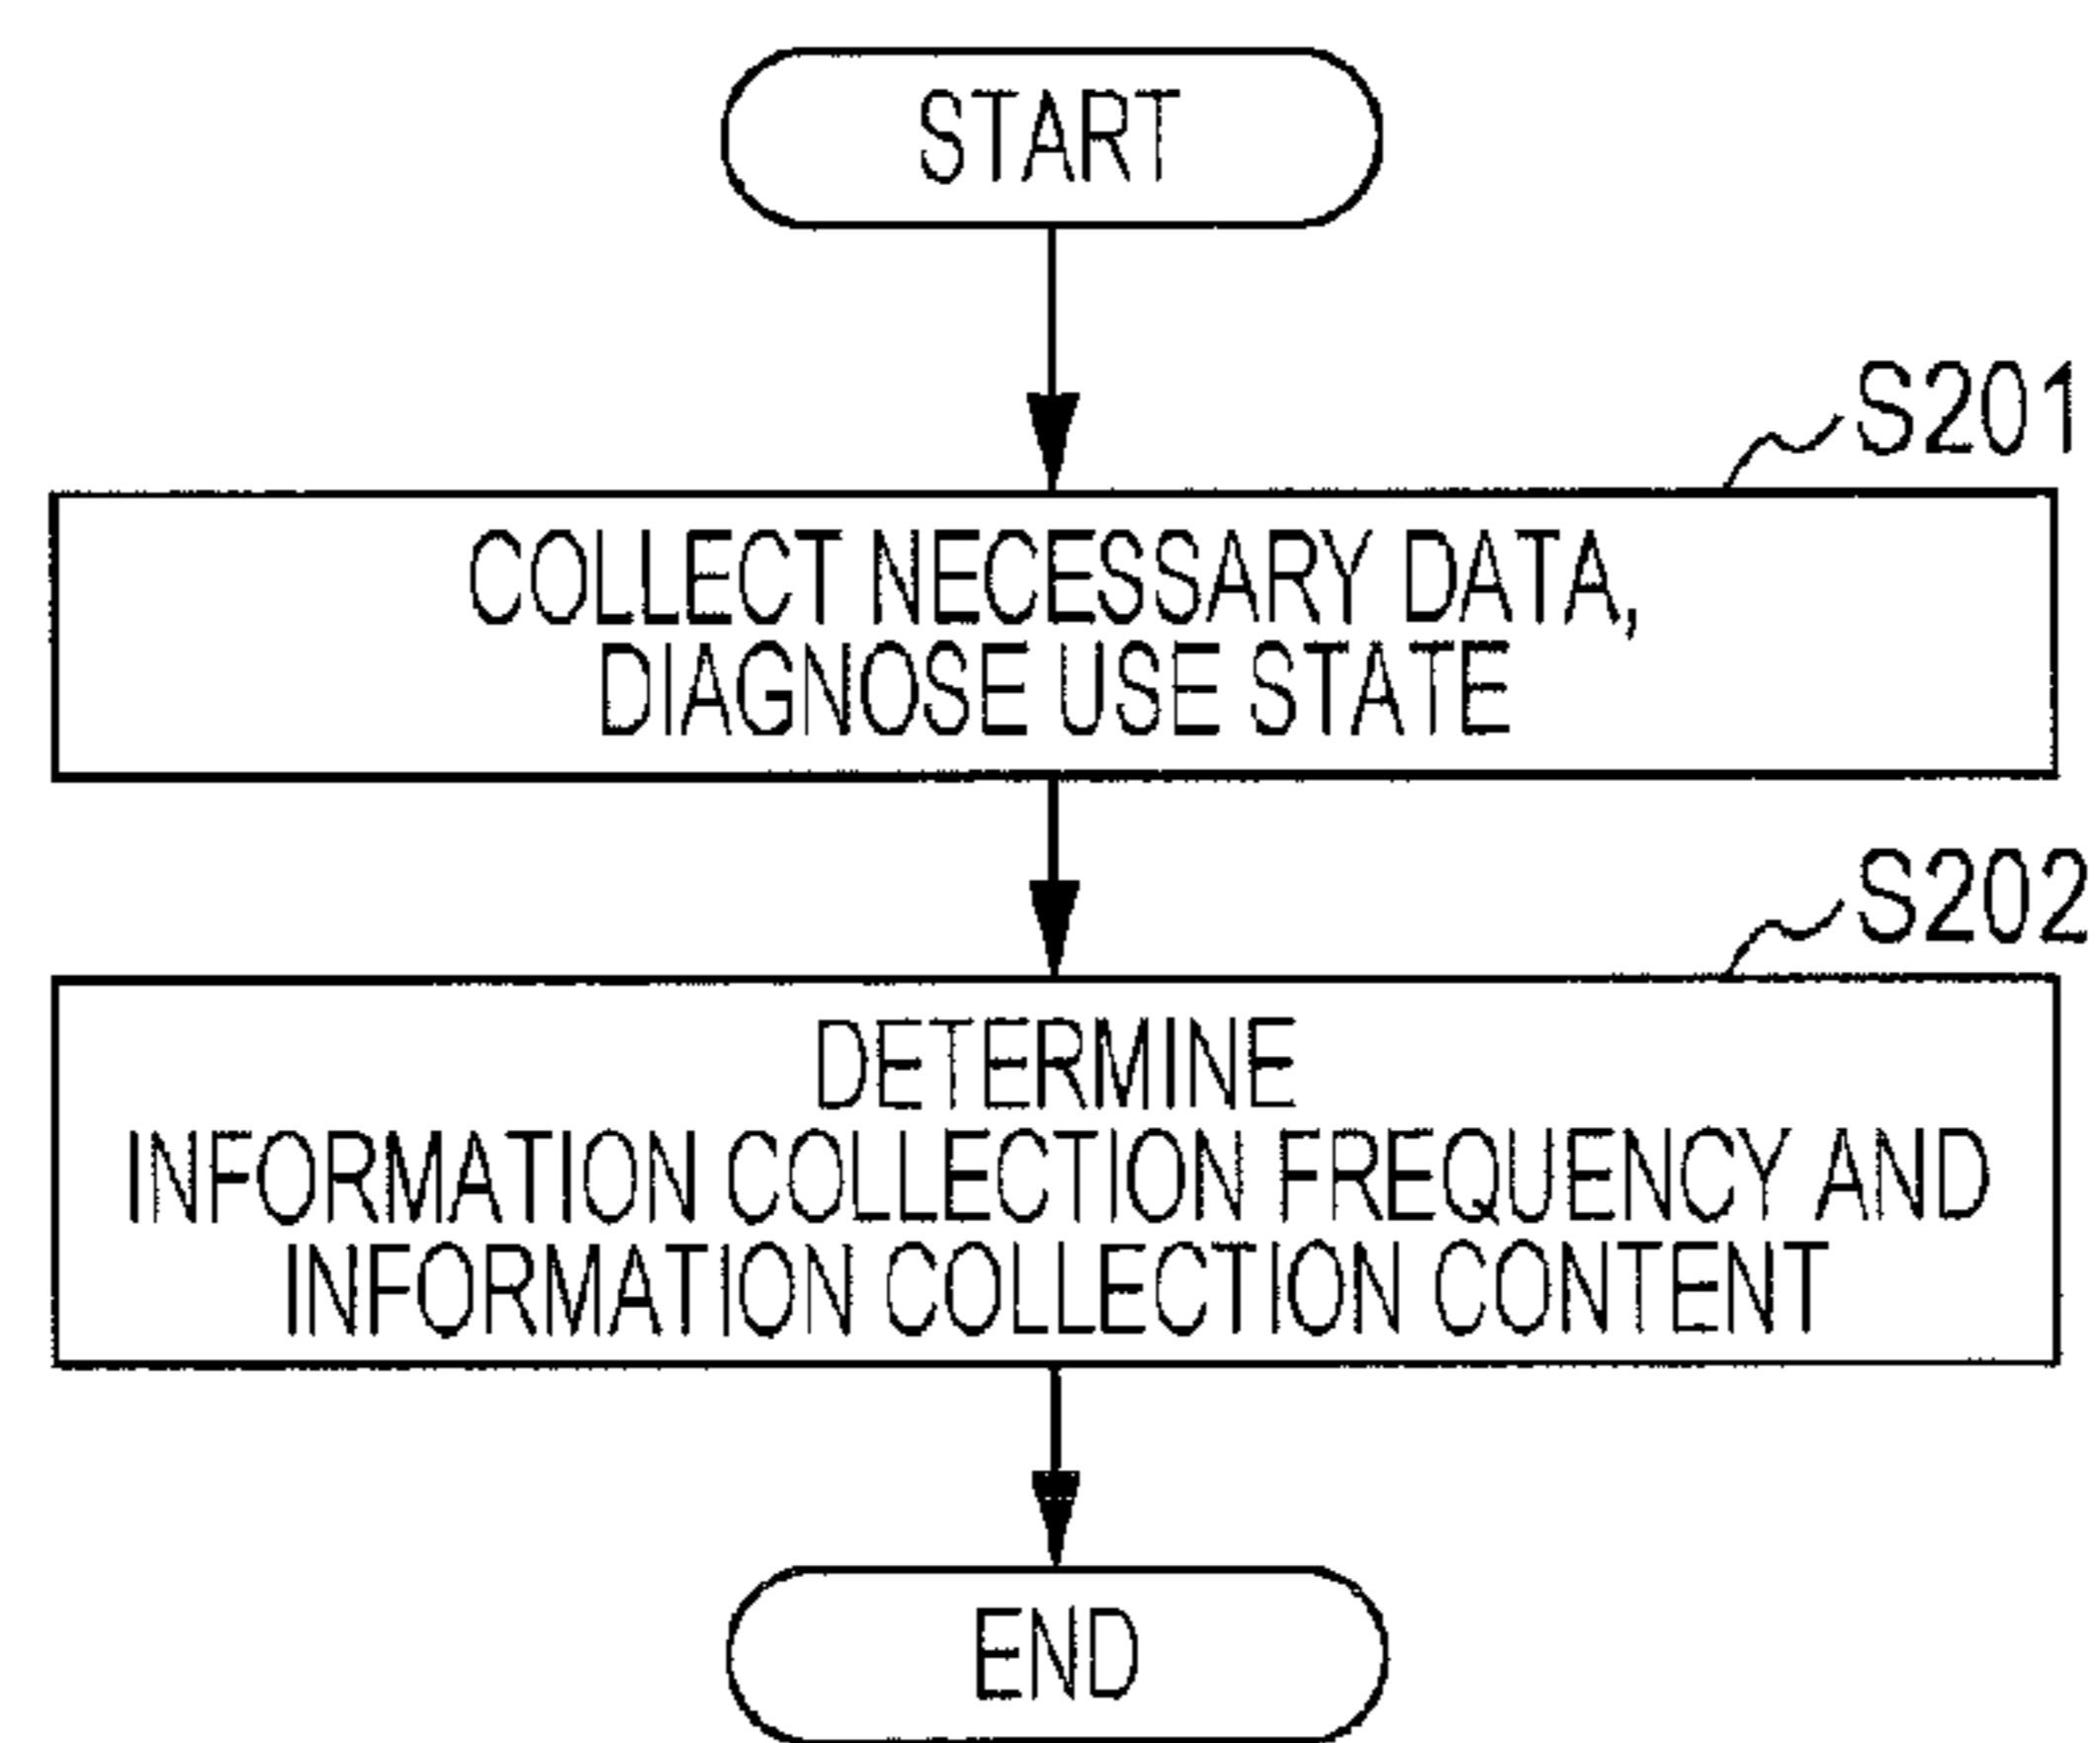 START
S201
COLLECT NECESSARY DATA,
DIAGNOSE USE STATE
S202
DETERMINE
INFORMATION COLLECTION FREQUENCY AND
INFORMATION COLLECTION CONTENT
END